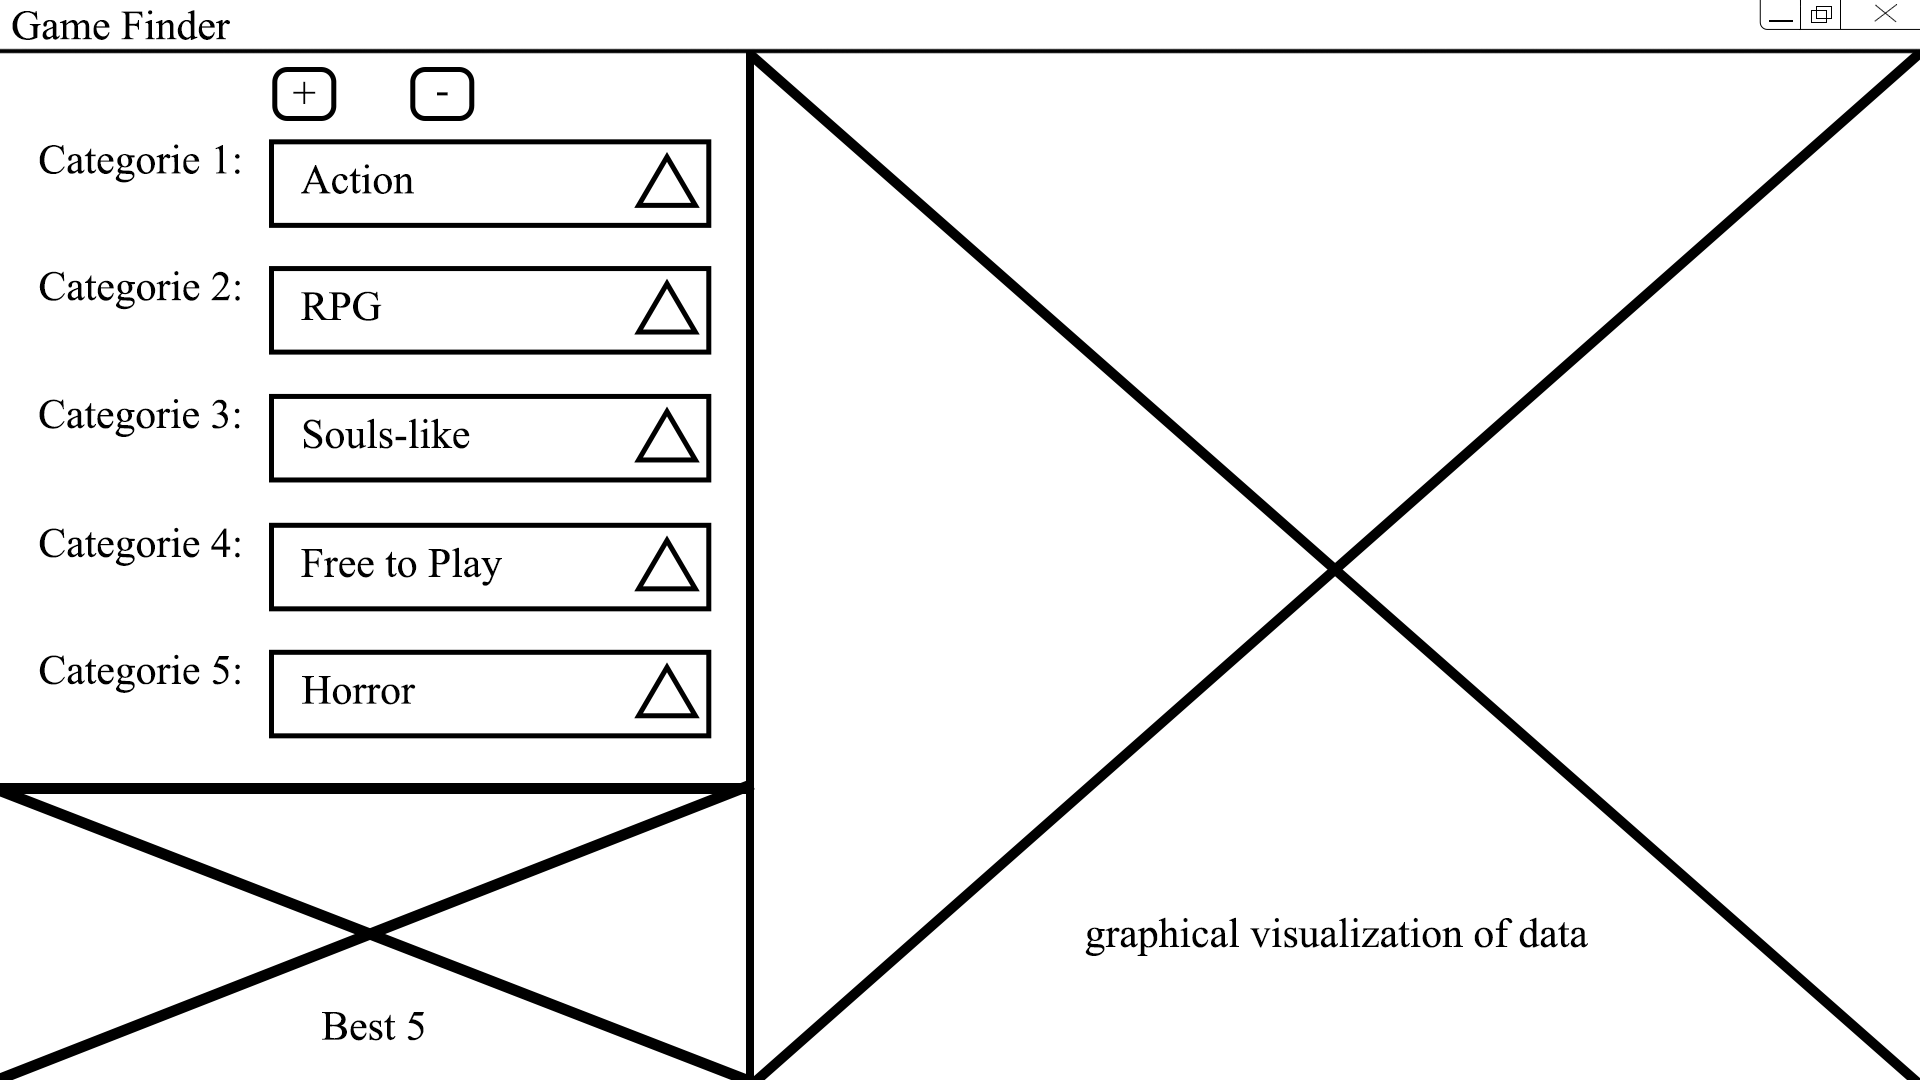 Game Finder
+ -
Categorie 1: Action
Categorie 2: RPG
Categorie 3: Souls-like
Categorie 4: Free to Play
Categorie 5: Horror
graphical visualization of data
Best 5